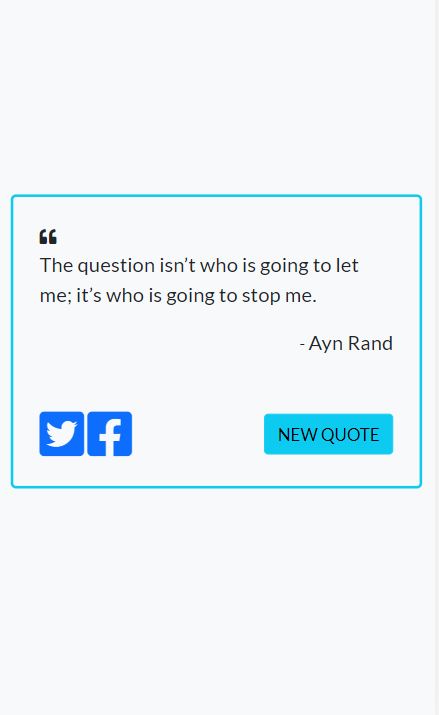 “
The question isn’t who is going to let
me; it’s who is going to stop me.
- Ayn Rand
NEW QUOTE